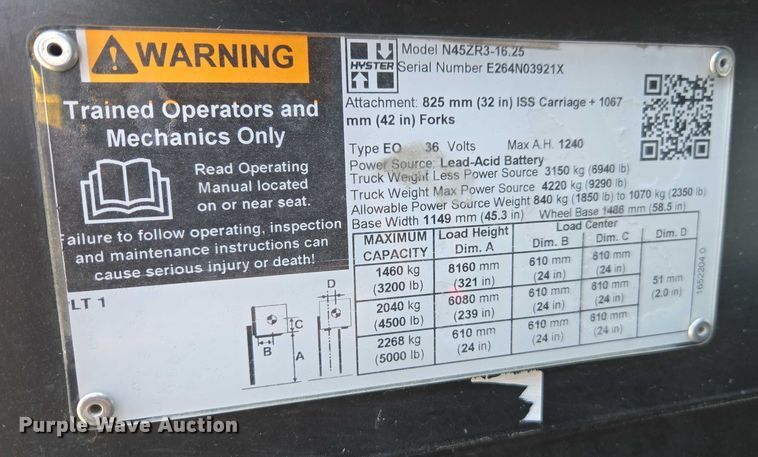 WARNING
Trained Operators and
Mechanics Only
Read Operating
Manual located
on or near seat.
Failure to follow operating, inspection
and maintenance instructions can
cause serious injury or death!
LT 1
D
C
B
A
HYSTER
Model N45ZR3-16.25
Serial Number E264N03921X
Attachment: 825 mm (32 in) ISS Carriage + 1067
mm (42 in) Forks
Type EO 36 Volts Max A.H. 1240
Power Source: Lead-Acid Battery
Truck Weight Less Power Source 3150 kg (6940 lb)
Truck Weight Max Power Source 4220 kg (9290 lb)
Allowable Power Source Weight 840 kg (1850 lb) to 1070 kg (2350 lb)
Base Width 1149 mm (45.3 in) Wheel Base 1486 mm (58.5 in)
MAXIMUM Load Height Load Center
CAPACITY Dim. A Dim. B Dim. C Dim. D
1460 kg 8160 mm 610 mm 610 mm
(3200 lb) (321 in) (24 in) (24 in)
2040 kg 6080 mm 610 mm 610 mm 51 mm
(4500 lb) (239 in) (24 in) (24 in) (2.0 in)
2268 kg 610 mm 610 mm 610 mm
(5000 lb) (24 in) (24 in) (24 in)
1652204 0
Purple Wave Auction